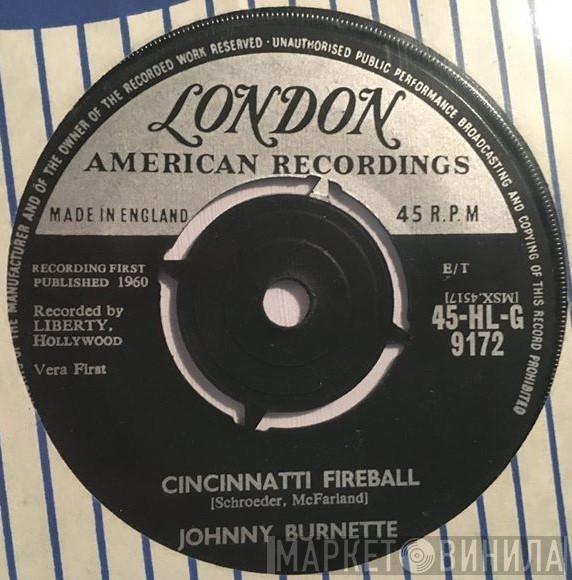 OF THE MANUFACTURER AND OF THE OWNER OF THE RECORDED WORK RESERVED · UNAUTHORISED PUBLIC PERFORMANCE BROADCASTING AND COPYING OF THIS RECORD PROHIBITED
LONDON
AMERICAN RECORDINGS
MADE IN ENGLAND
45 R.P.M
RECORDING FIRST
PUBLISHED 1960
E/T
[MSX.4517]
Recorded by
LIBERTY,
HOLLYWOOD
45-HL-G
9172
Vera First
CINCINNATTI FIREBALL
[Schroeder, McFarland]
JOHNNY BURNETTE
МАРКЕТ ВИНИЛА